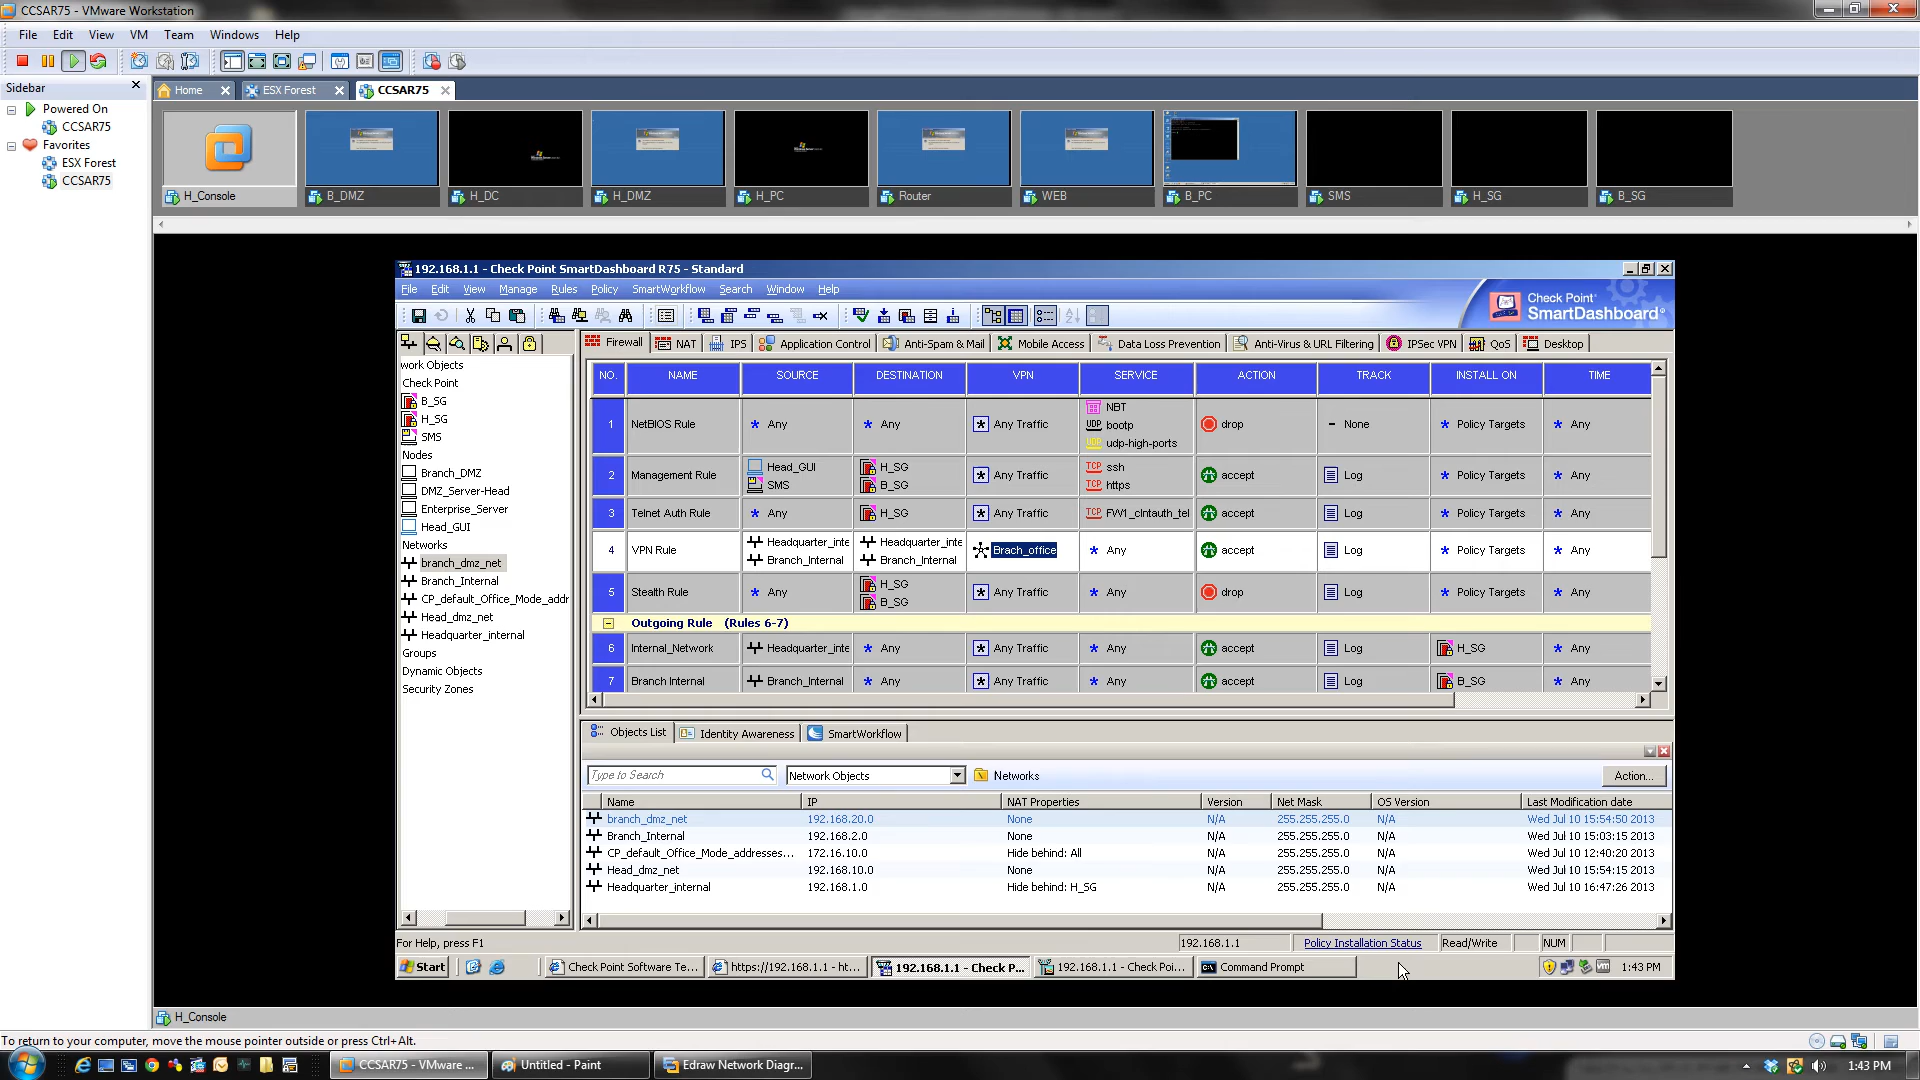 CCSAR75 - VMware Workstation
File Edit View VM Team Windows Help
Sidebar
Powered On
CCSAR75
Favorites
ESX Forest
CCSAR75
Home ESX Forest CCSAR75
H_Console B_DMZ H_DC H_DMZ H_PC Router WEB B_PC SMS H_SG B_SG
192.168.1.1 - Check Point SmartDashboard R75 - Standard
File Edit View Manage Rules Policy SmartWorkflow Search Window Help
Check Point
SmartDashboard
Firewall NAT IPS Application Control Anti-Spam & Mail Mobile Access Data Loss Prevention Anti-Virus & URL Filtering IPSec VPN QoS Desktop
work Objects
Check Point
B_SG
H_SG
SMS
Nodes
Branch_DMZ
DMZ_Server-Head
Enterprise_Server
Head_GUI
Networks
branch_dmz_net
Branch_Internal
CP_default_Office_Mode_addr
Head_dmz_net
Headquarter_internal
Groups
Dynamic Objects
Security Zones
NO. NAME SOURCE DESTINATION VPN SERVICE ACTION TRACK INSTALL ON TIME
1 NetBIOS Rule Any Any Any Traffic NBT drop None Policy Targets Any
UDP bootp
UDP udp-high-ports
2 Management Rule Head_GUI H_SG Any Traffic TCP ssh accept Log Policy Targets Any
SMS B_SG TCP https
3 Telnet Auth Rule Any H_SG Any Traffic TCP FW1_clntauth_tel accept Log Policy Targets Any
4 VPN Rule Headquarter_inte Headquarter_inte Brach_office Any accept Log Policy Targets Any
Branch_Internal Branch_Internal
5 Stealth Rule Any H_SG Any Traffic Any drop Log Policy Targets Any
B_SG
Outgoing Rule (Rules 6-7)
6 Internal_Network Headquarter_inte Any Any Traffic Any accept Log H_SG Any
7 Branch Internal Branch_Internal Any Any Traffic Any accept Log B_SG Any
Objects List Identity Awareness SmartWorkflow
Type to Search Network Objects Networks Action...
Name IP NAT Properties Version Net Mask OS Version Last Modification date
branch_dmz_net 192.168.20.0 None N/A 255.255.255.0 N/A Wed Jul 10 15:54:50 2013
Branch_Internal 192.168.2.0 None N/A 255.255.255.0 N/A Wed Jul 10 15:03:15 2013
CP_default_Office_Mode_addresses... 172.16.10.0 Hide behind: All N/A 255.255.255.0 N/A Wed Jul 10 12:40:20 2013
Head_dmz_net 192.168.10.0 None N/A 255.255.255.0 N/A Wed Jul 10 15:54:15 2013
Headquarter_internal 192.168.1.0 Hide behind: H_SG N/A 255.255.255.0 N/A Wed Jul 10 16:47:26 2013
For Help, press F1 192.168.1.1 Policy Installation Status Read/Write NUM
Start Check Point Software Te... https://192.168.1.1 - ht... 192.168.1.1 - Check P... 192.168.1.1 - Check Poi... Command Prompt 1:43 PM
H_Console
To return to your computer, move the mouse pointer outside or press Ctrl+Alt.
CCSAR75 - VMware ... Untitled - Paint Edraw Network Diagr... 1:43 PM